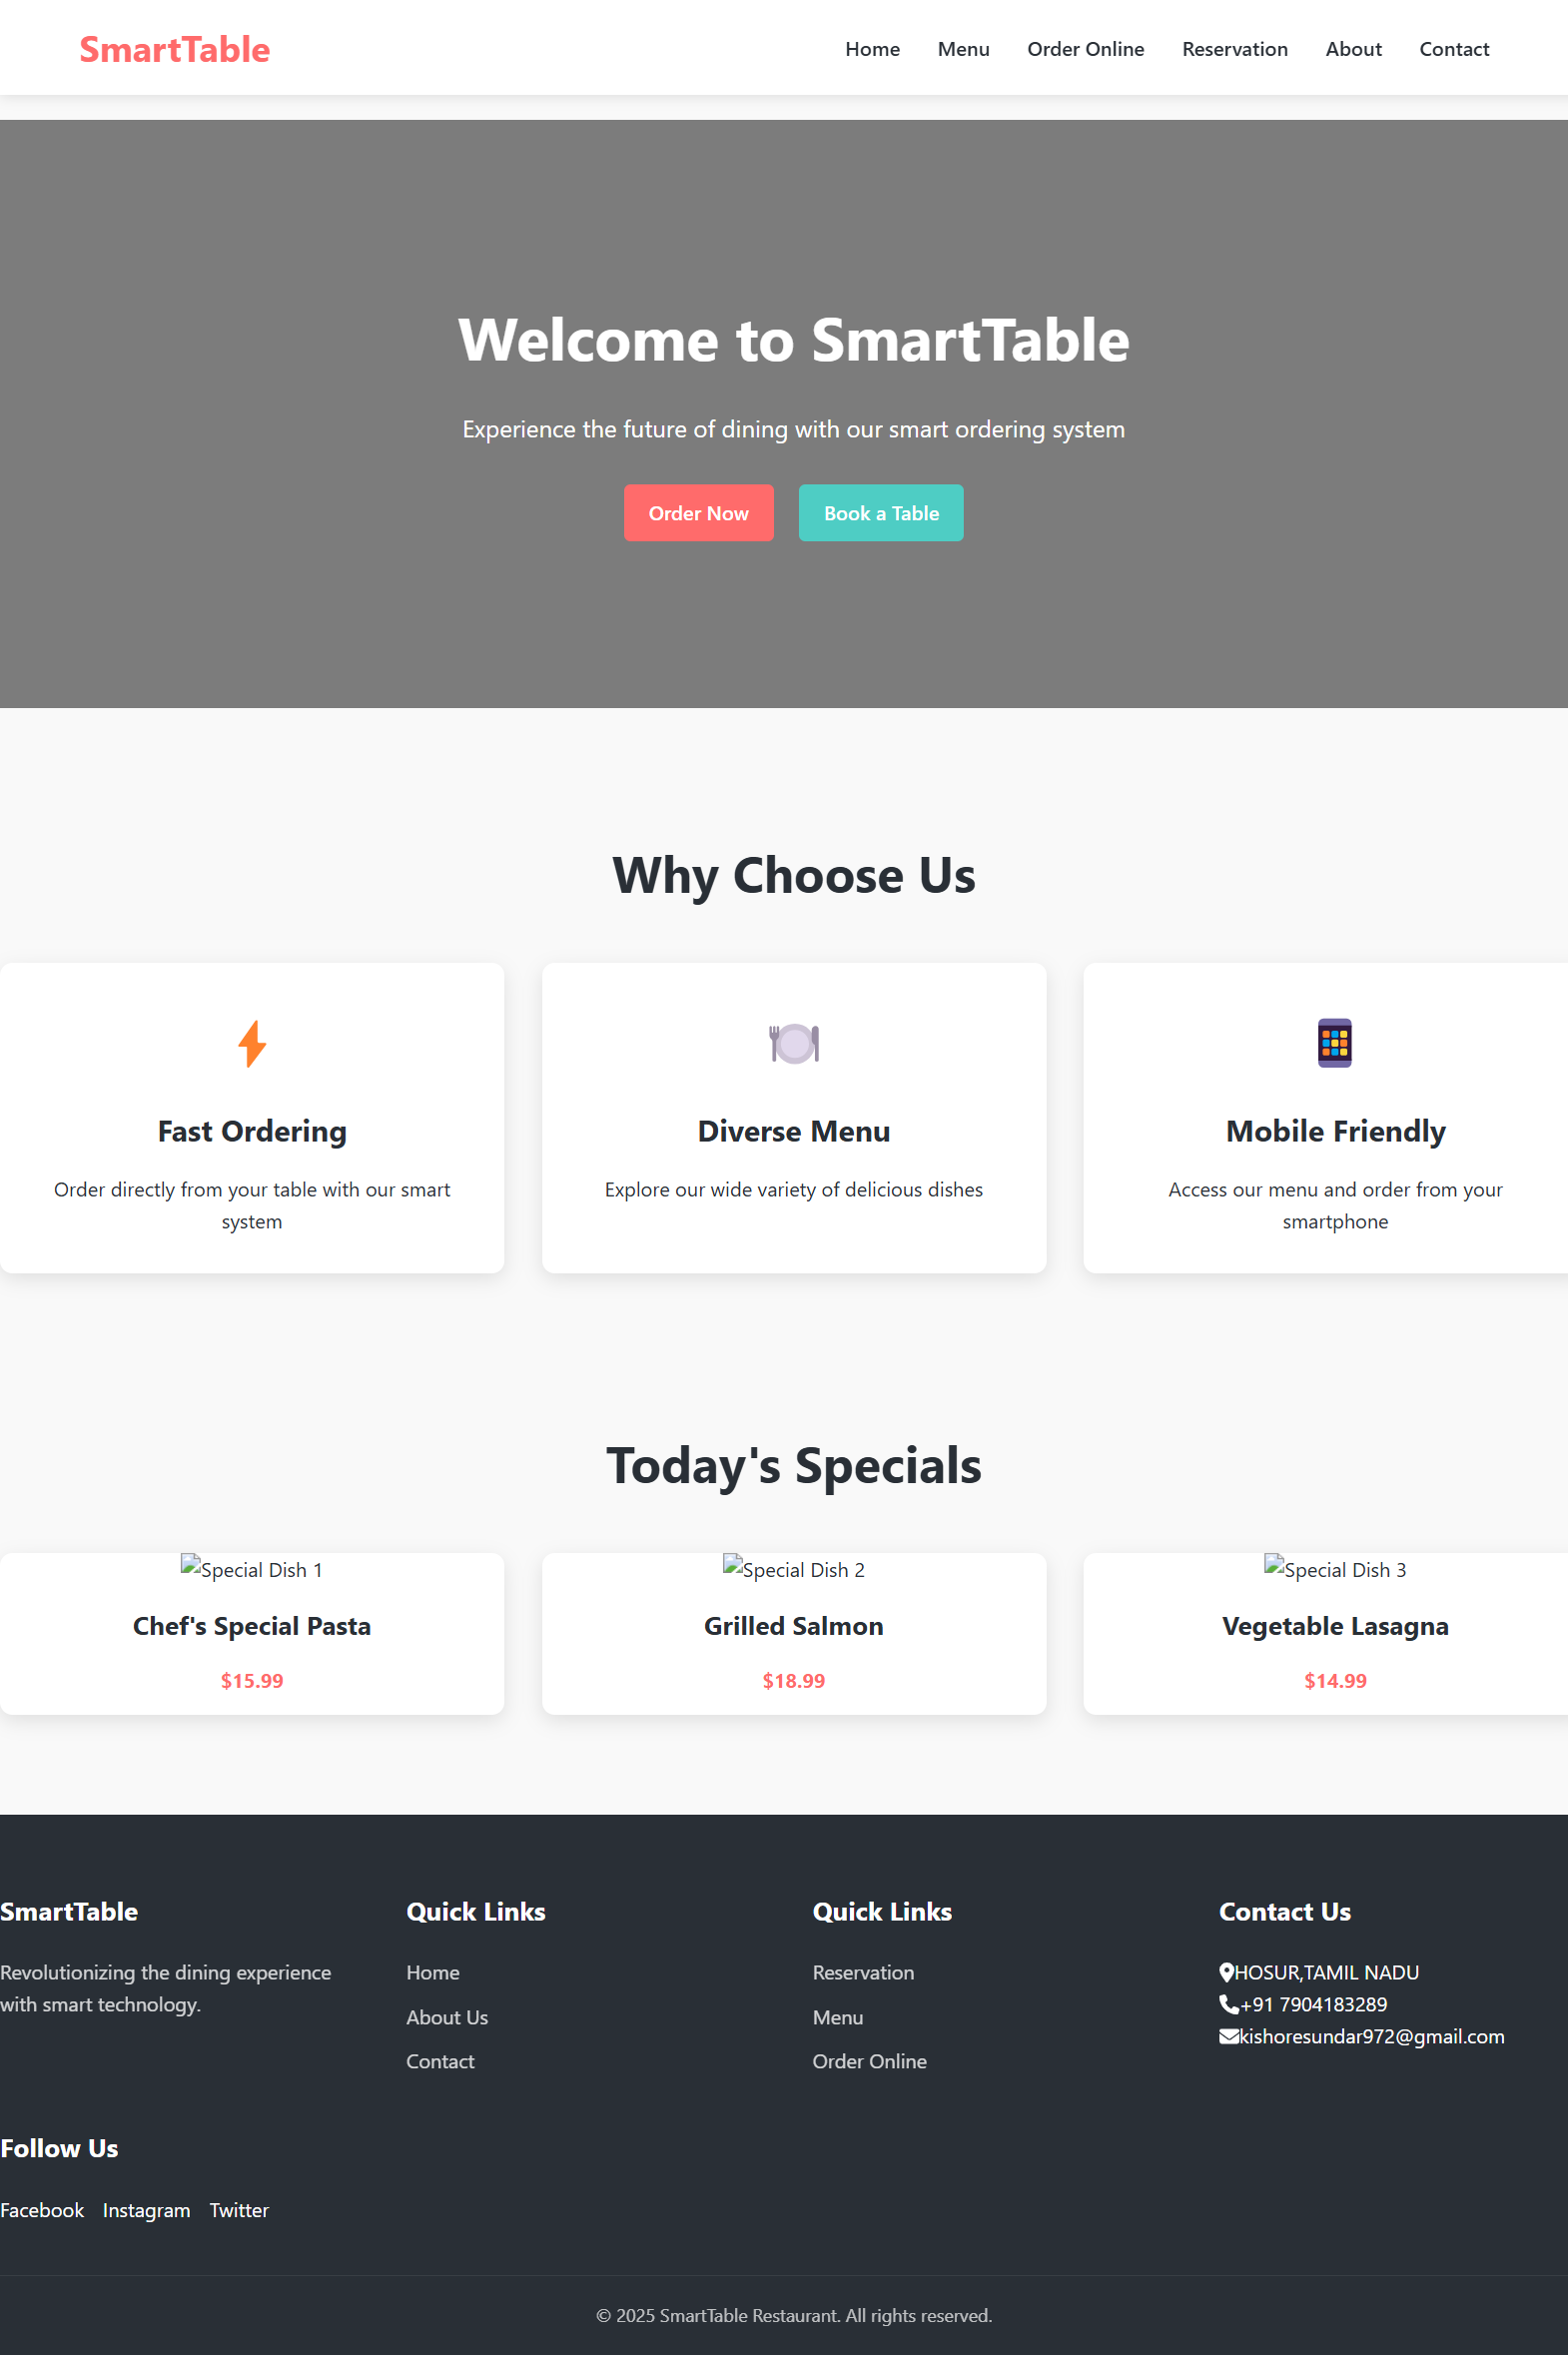 SmartTable
Home Menu Order Online Reservation About Contact
Welcome to SmartTable
Experience the future of dining with our smart ordering system
Order Now Book a Table
Why Choose Us
Fast Ordering
Order directly from your table with our smart
system
Diverse Menu
Explore our wide variety of delicious dishes
Mobile Friendly
Access our menu and order from your
smartphone
Today's Specials
Special Dish 1
Chef's Special Pasta
$15.99
Special Dish 2
Grilled Salmon
$18.99
Special Dish 3
Vegetable Lasagna
$14.99
SmartTable
Revolutionizing the dining experience
with smart technology.
Quick Links
Home
About Us
Contact
Quick Links
Reservation
Menu
Order Online
Contact Us
HOSUR,TAMIL NADU
+91 7904183289
kishoresundar972@gmail.com
Follow Us
Facebook Instagram Twitter
© 2025 SmartTable Restaurant. All rights reserved.